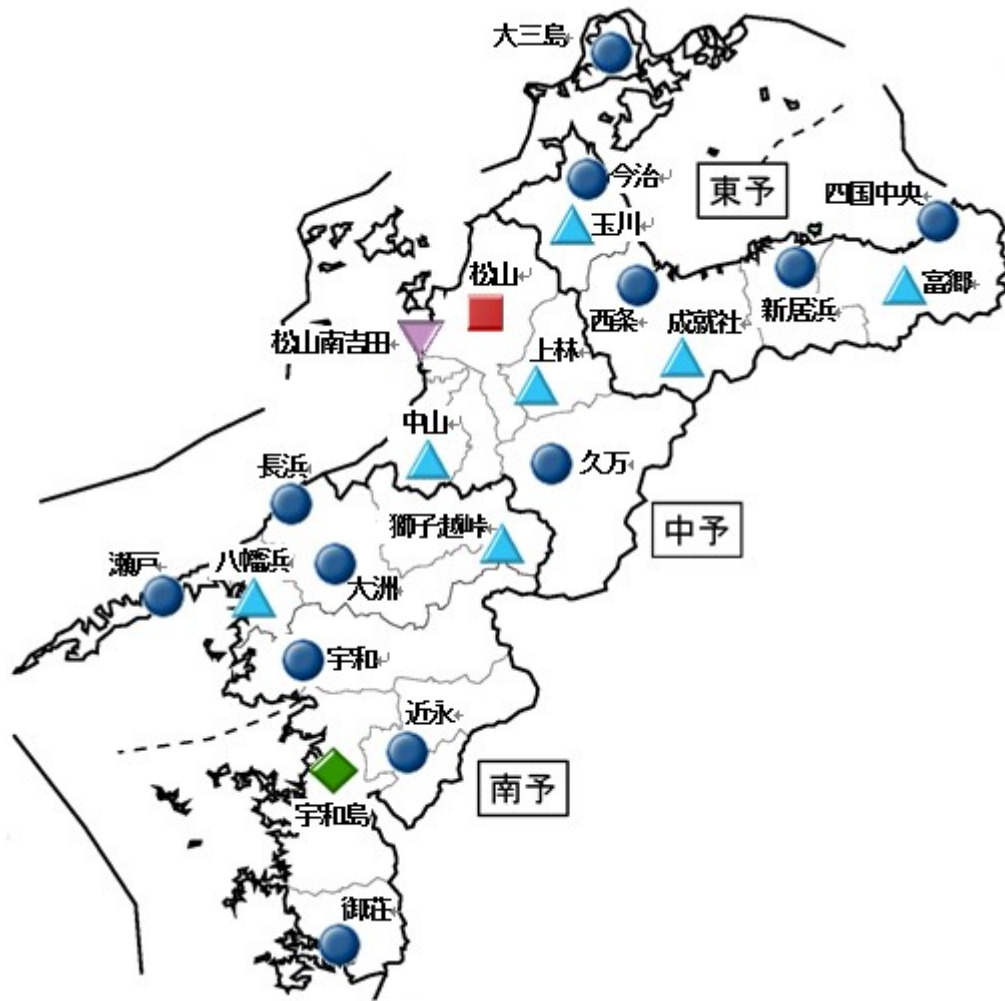 大三島
今治
東予
四国中央
玉川
松山
富郷
西条
成就社
新居浜
松山南吉田
上林
中山
久万
長浜
獅子越峠
中予
瀬戸
八幡浜
大洲
宇和
近永
南予
宇和島
御荘